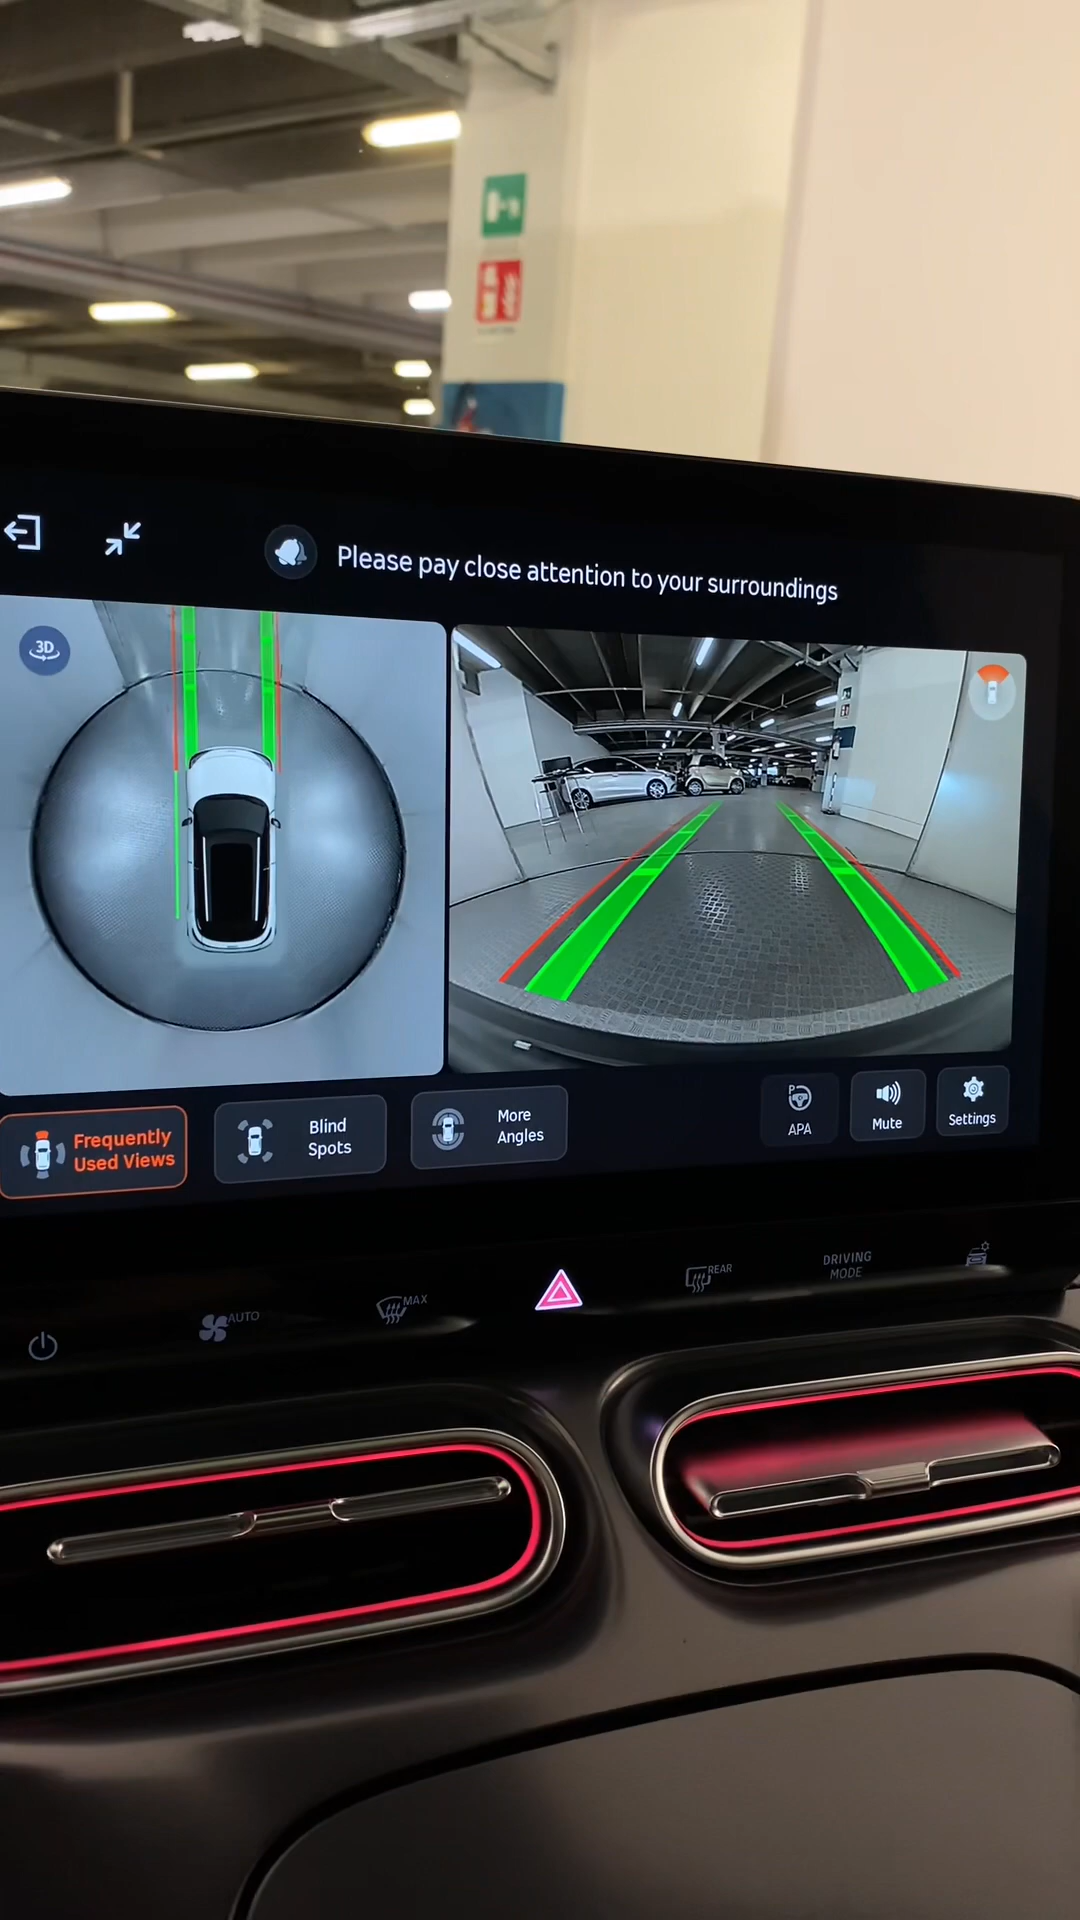 Please pay close attention to your surroundings
3D
Frequently
Used Views
Blind
Spots
More
Angles
P
APA
Mute
Settings
AUTO
MAX
REAR
DRIVING
MODE